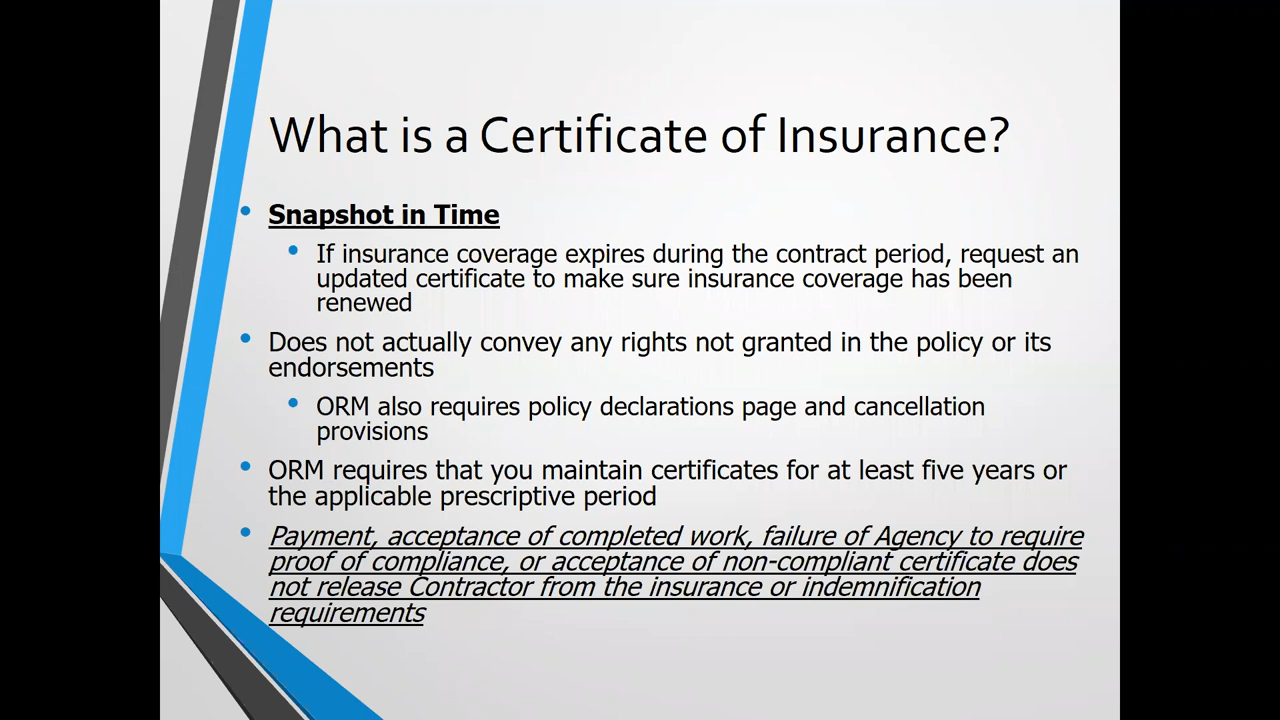 What is a Certificate of Insurance?
• Snapshot in Time
• If insurance coverage expires during the contract period, request an
updated certificate to make sure insurance coverage has been
renewed
• Does not actually convey any rights not granted in the policy or its
endorsements
• ORM also requires policy declarations page and cancellation
provisions
• ORM requires that you maintain certificates for at least five years or
the applicable prescriptive period
• Payment, acceptance of completed work, failure of Agency to require
proof of compliance, or acceptance of non-compliant certificate does
not release Contractor from the insurance or indemnification
requirements